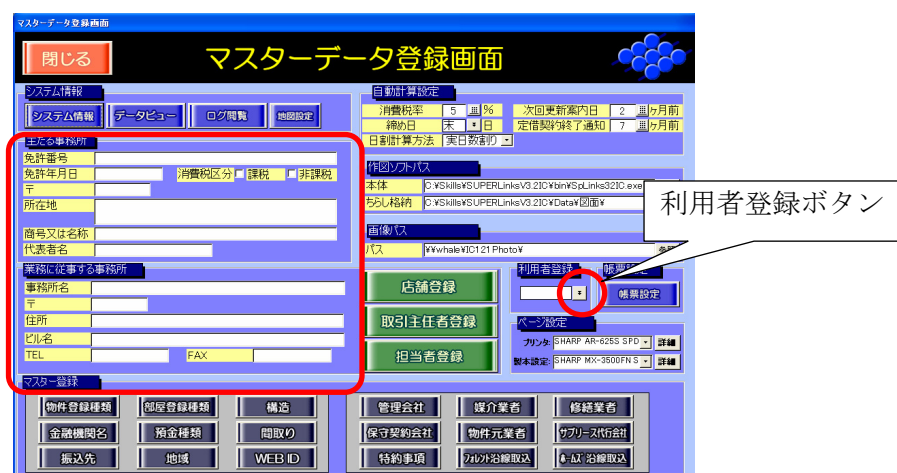 マスターデータ登録画面
閉じる
マスターデータ登録画面
システム情報
システム情報 データビュー ログ閲覧 地図設定
自動計算設定
消費税率 5 % 次回更新案内日 2 ヶ月前
締め日 末 日 定借契約終了通知 7 ヶ月前
日割計算方法 実日数割り
主たる事務所
免許番号
免許年月日 消費税区分 課税 非課税
〒
所在地
商号又は名称
代表者名
作図ソフトパス
本体 C:¥Skills¥SUPERLinksV3.2IC¥bin¥SpLinks32IC.exe
ちらし格納 C:¥Skills¥SUPERLinksV3.2IC¥Data¥図面¥
画像パス
パス ¥¥whale¥IC121Photo¥
利用者登録ボタン
業務に従事する事務所
事務所名
〒
住所
ビル名
TEL FAX
店舗登録
取引主任者登録
担当者登録
利用者登録
帳票設定
帳票設定
ページ設定
プリンタ: SHARP AR-625S SPD 詳細
製本設定: SHARP MX-3500FN S 詳細
マスター登録
物件登録種類 部屋登録種類 構造 管理会社 媒介業者 修繕業者
金融機関名 預金種類 間取り 保守契約会社 物件元業者 サブリース代行会社
振込先 地域 WEB ID 特約事項 フォレント沿線取込 ホームズ沿線取込